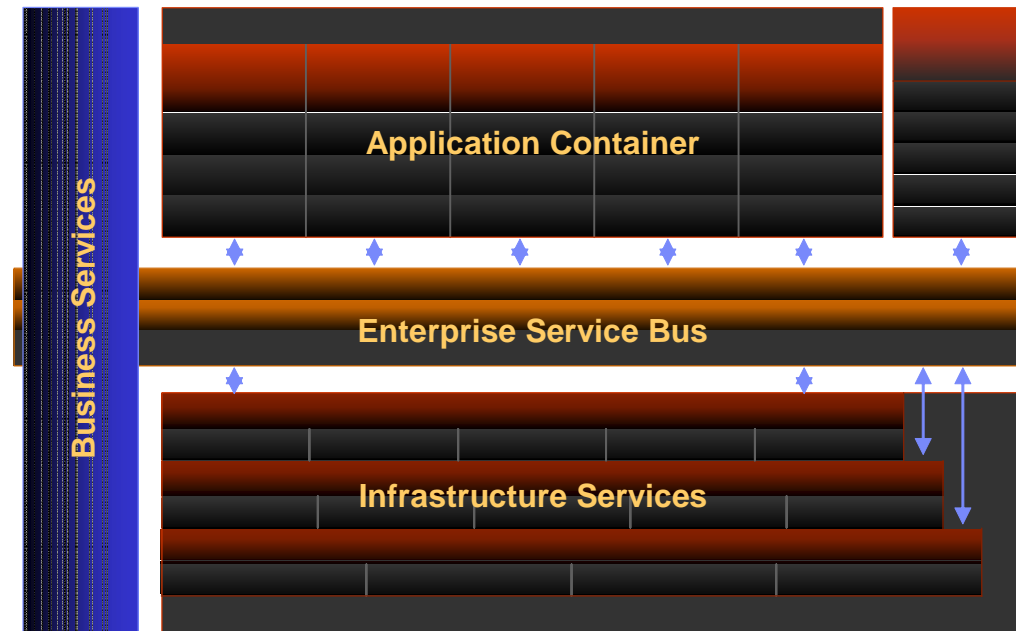 Business Services
Application Container
Enterprise Service Bus
Infrastructure Services